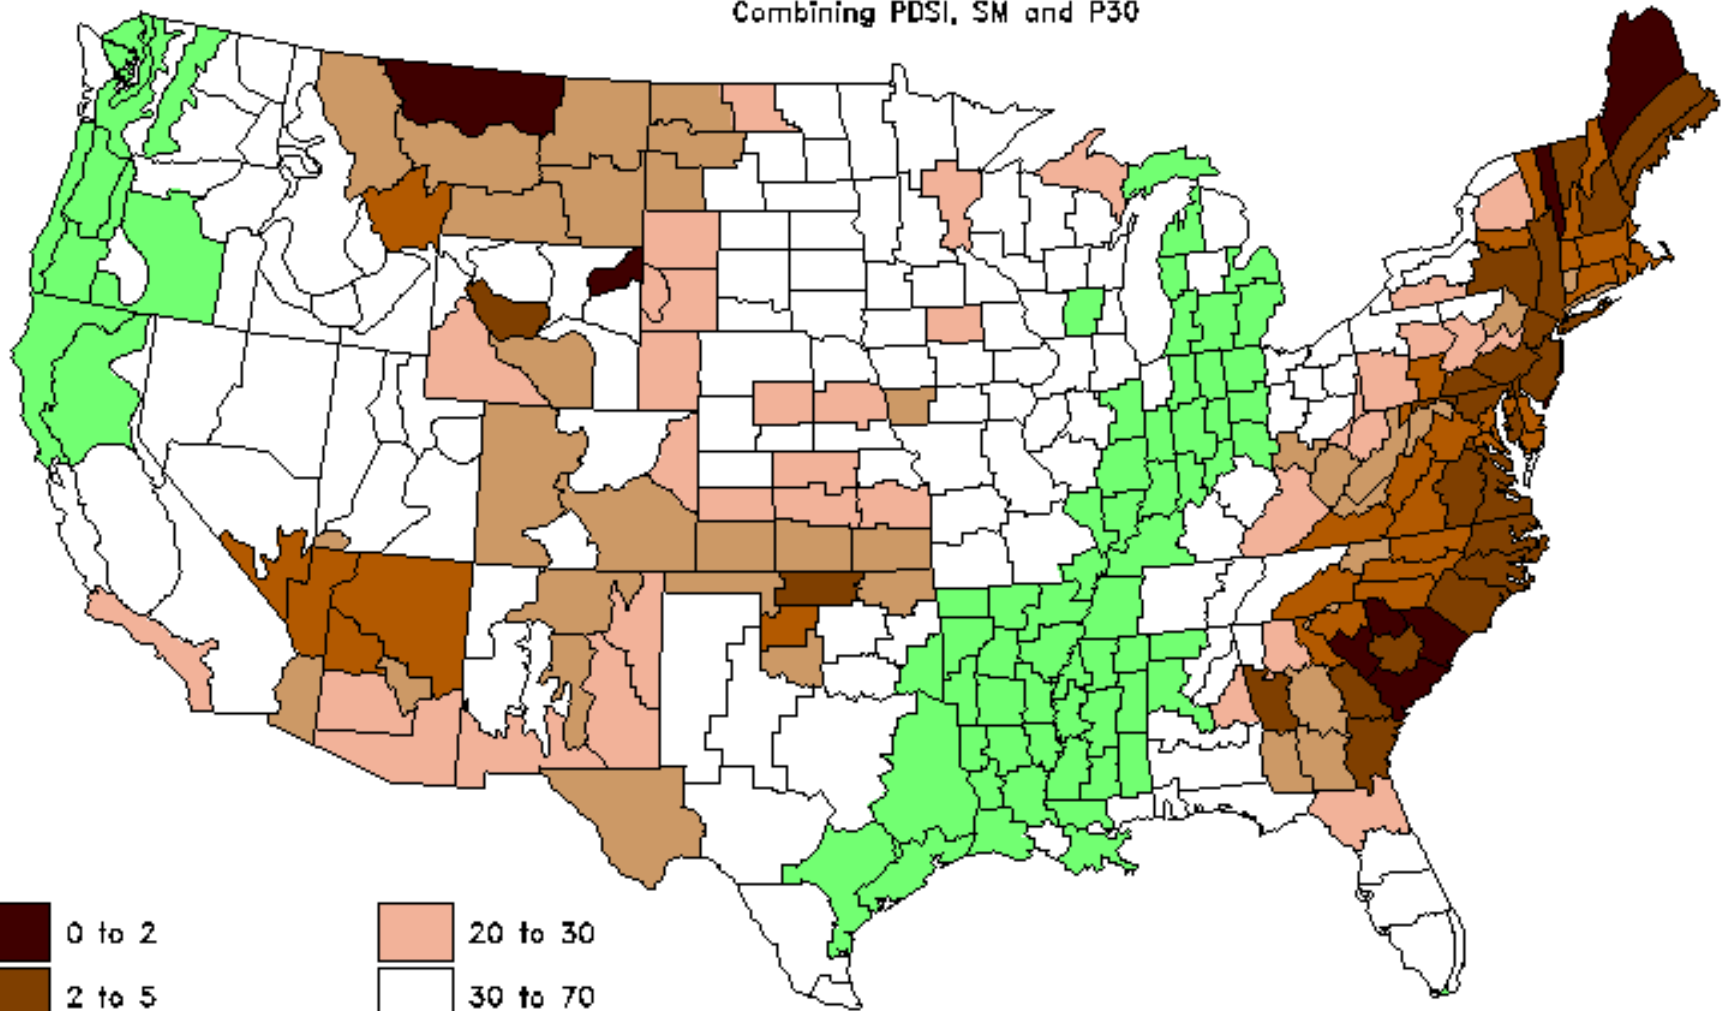 Combining PDSI, SM and P30
0 to 2
20 to 30
2 to 5
30 to 70